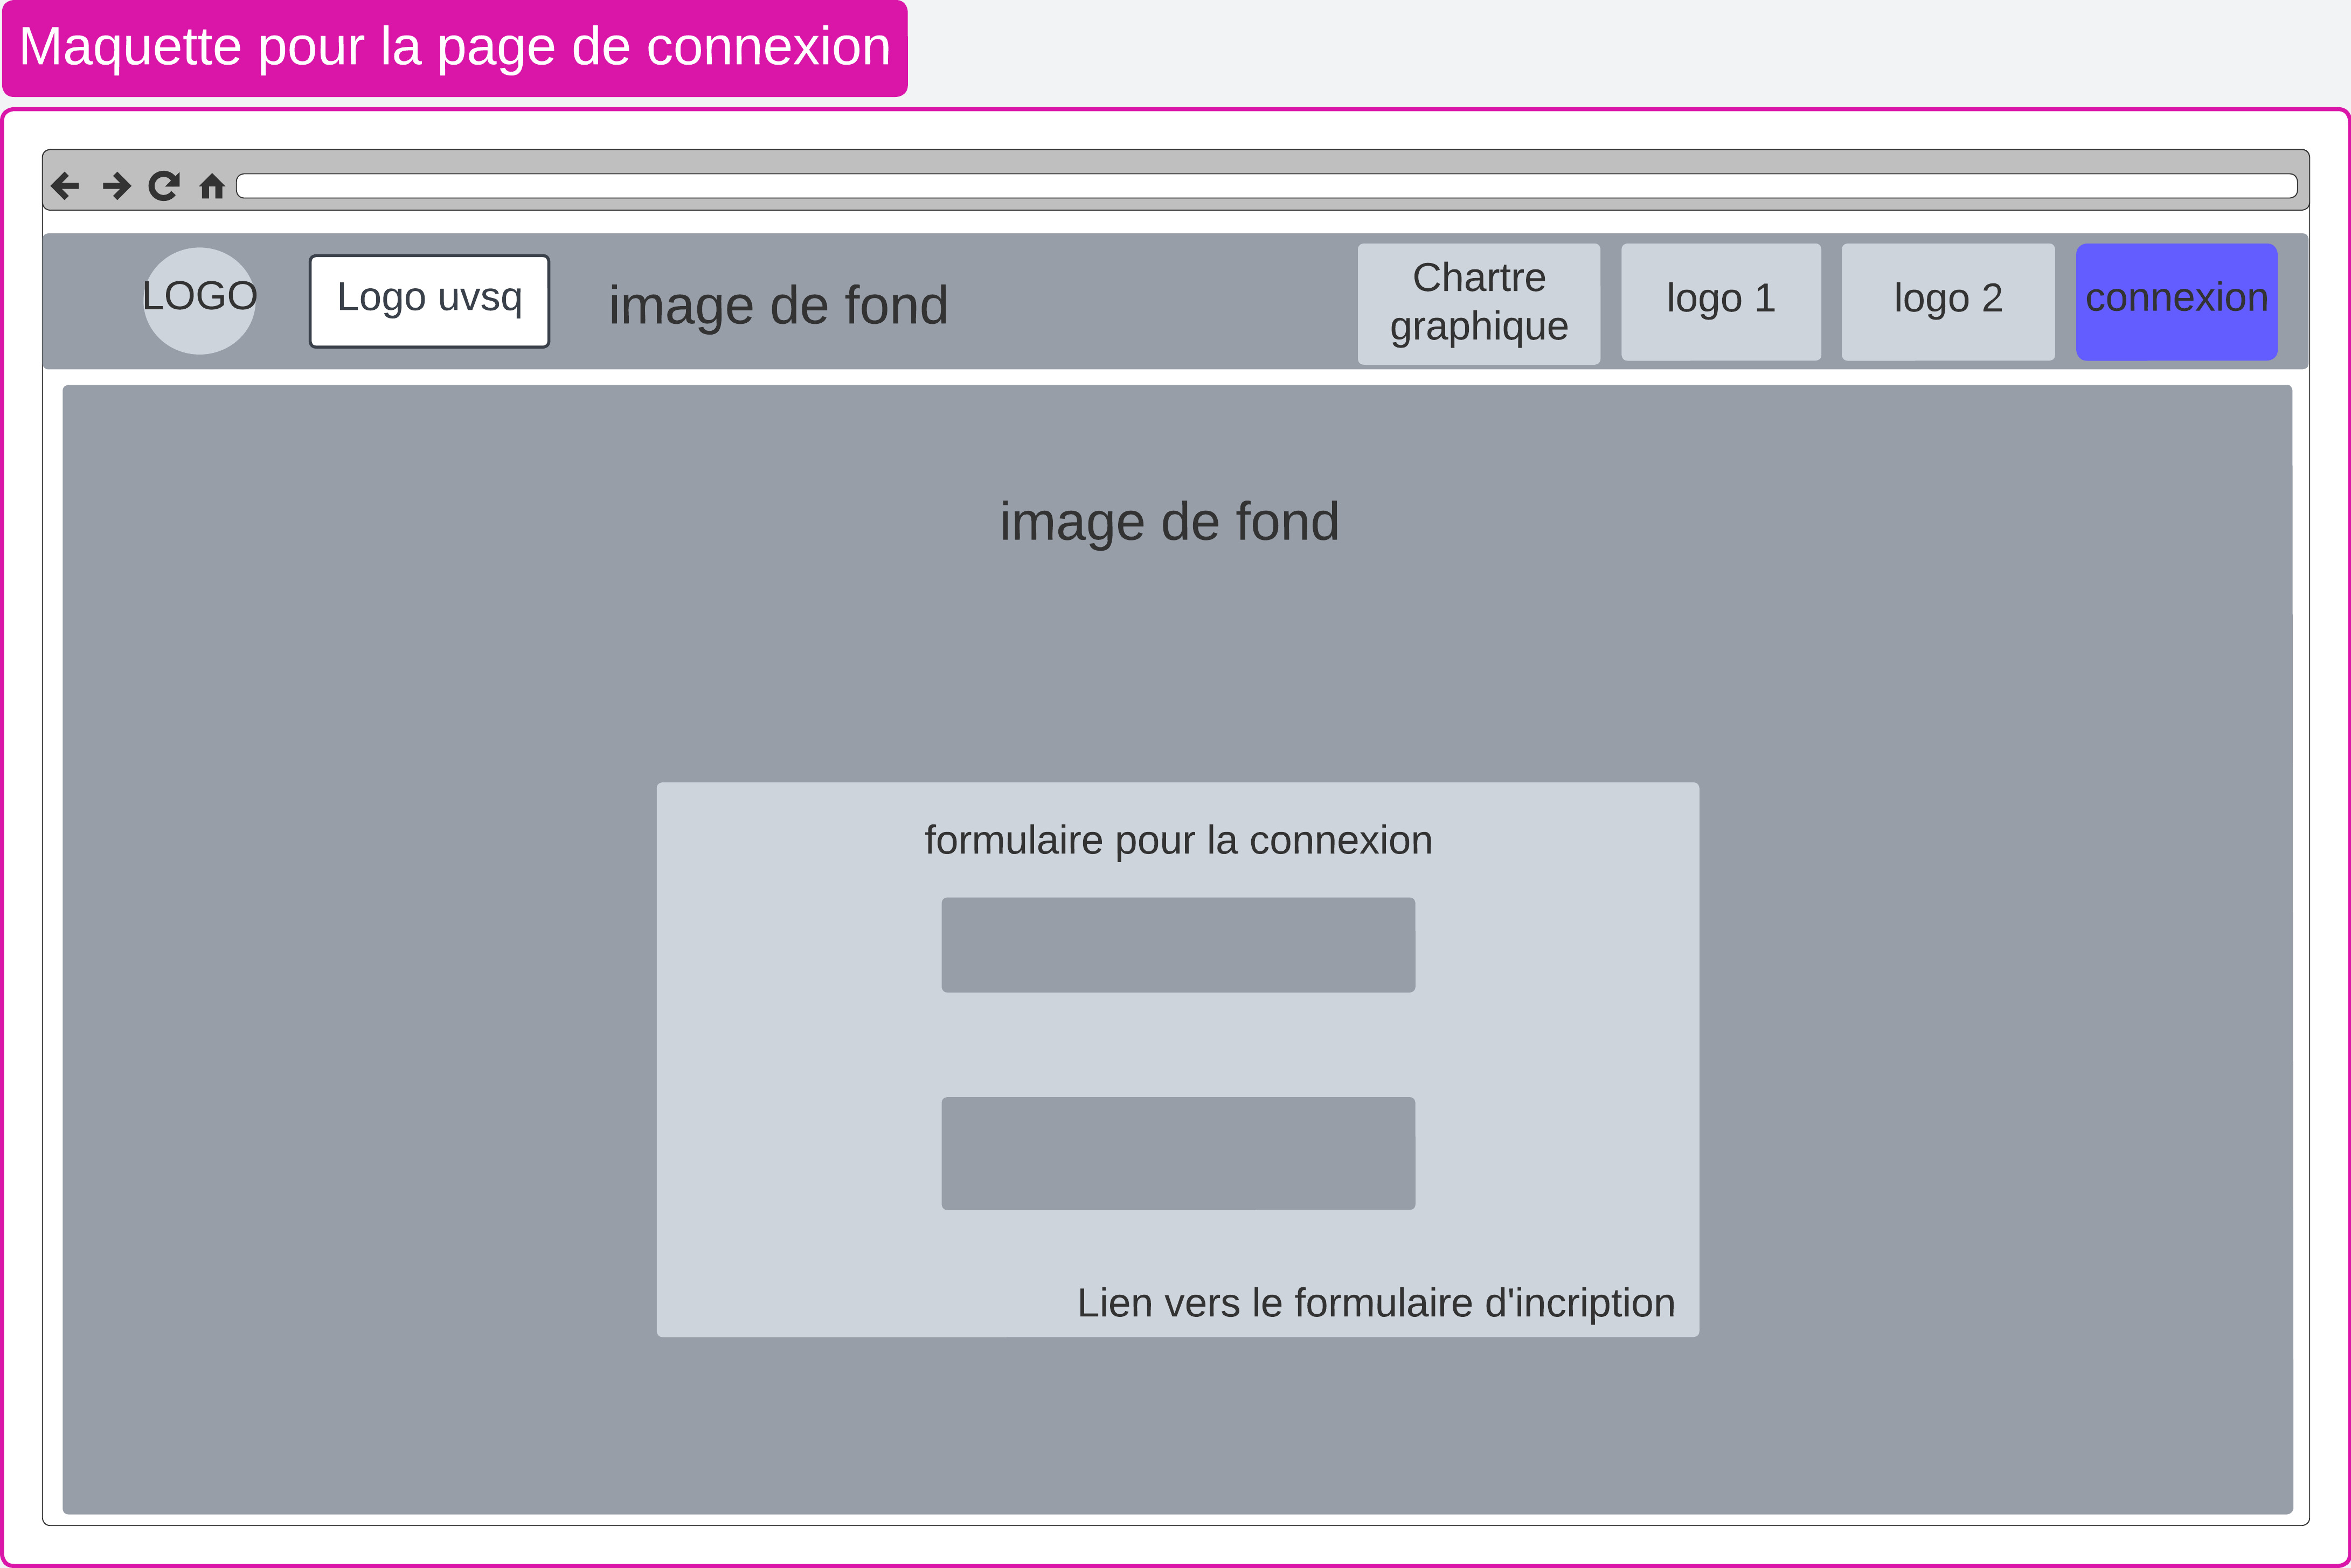 Maquette pour la page de connexion
LOGO
Logo uvsq
image de fond
Chartre
graphique
logo 1
logo 2
connexion
image de fond
formulaire pour la connexion
Lien vers le formulaire d'incription